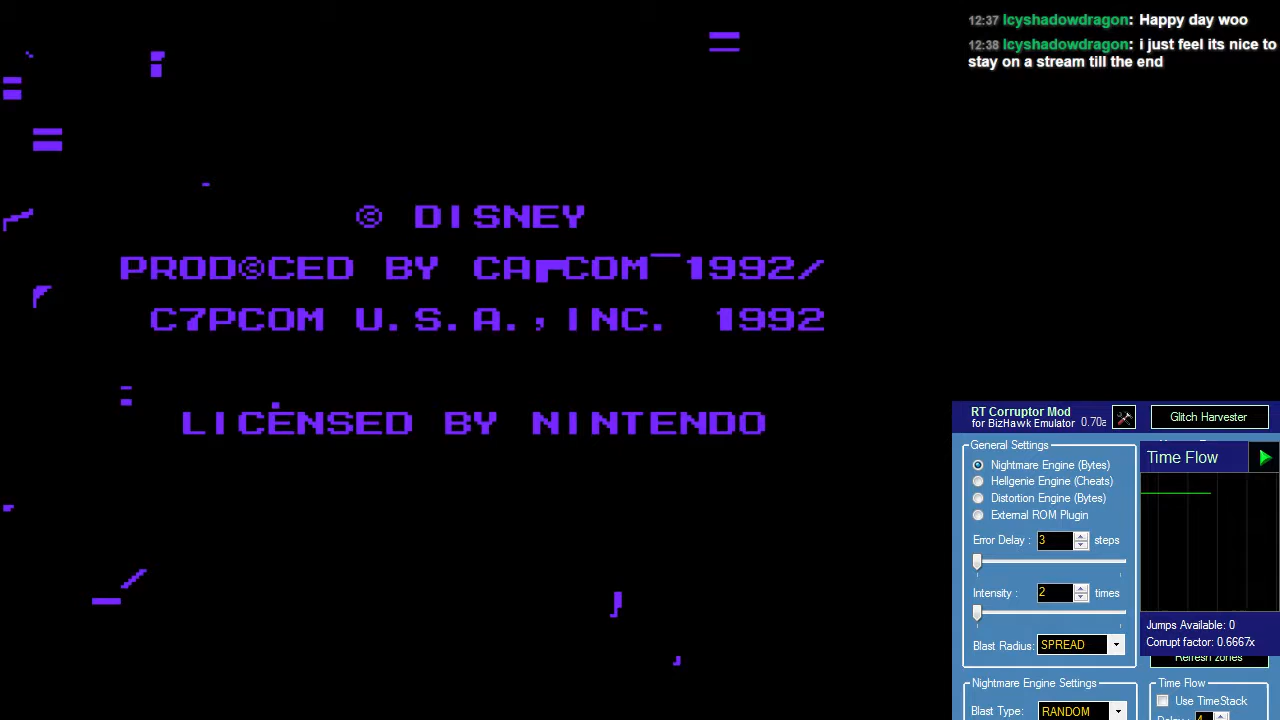 12:37 Icyshadowdragon: Happy day woo
12:38 Icyshadowdragon: i just feel its nice to
stay on a stream till the end
© DISNEY
PROD©CED BY CA COM 1992/
C7PCOM U.S.A.,INC. 1992
LICENSED BY NINTENDO
RT Corruptor Mod
for BizHawk Emulator 0.70a
Glitch Harvester
General Settings
Nightmare Engine (Bytes)
Hellgenie Engine (Cheats)
Distortion Engine (Bytes)
External ROM Plugin
Error Delay : 3 steps
Intensity : 2 times
Blast Radius: SPREAD
Time Flow
Jumps Available: 0
Corrupt factor: 0.6667x
Refresh zones
Nightmare Engine Settings
Blast Type: RANDOM
Time Flow
Use TimeStack